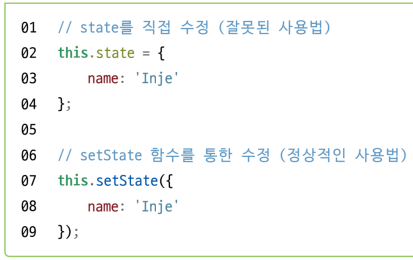 01 // state를 직접 수정 (잘못된 사용법)
02 this.state = {
03     name: 'Inje'
04 };
05
06 // setState 함수를 통한 수정 (정상적인 사용법)
07 this.setState({
08     name: 'Inje'
09 });